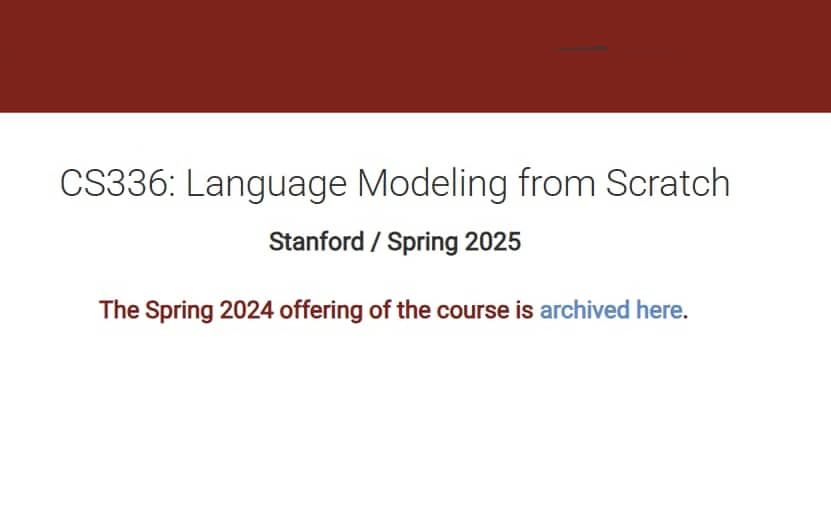 CS336: Language Modeling from Scratch
Stanford / Spring 2025
The Spring 2024 offering of the course is archived here.